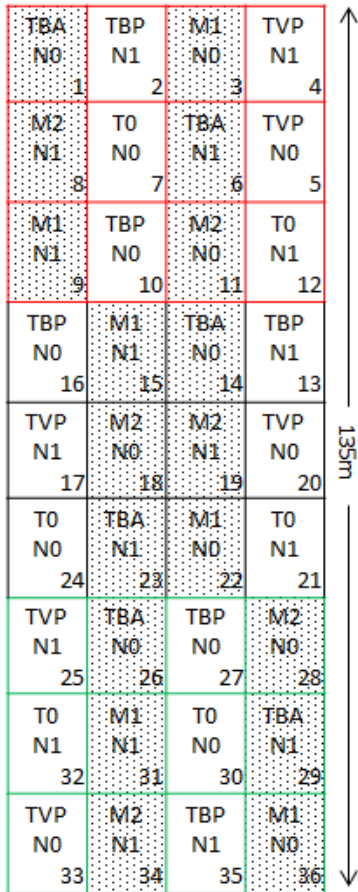 TBA TBP M1 TVP
N0 N1 N0 N1
1 2 3 4
M2 T0 TBA TVP
N1 N0 N1 N0
8 7 6 5
M1 TBP M2 T0
N1 N0 N0 N1
9 10 11 12
TBP M1 TBA TBP
N0 N1 N0 N1
16 15 14 13
TVP M2 M2 TVP
N1 N0 N1 N0
17 18 19 20
135m
T0 TBA M1 T0
N0 N1 N0 N1
24 23 22 21
TVP TBA TBP M2
N1 N0 N0 N0
25 26 27 28
T0 M1 T0 TBA
N1 N1 N0 N1
32 31 30 29
TVP M2 TBP M1
N0 N1 N1 N0
33 34 35 36